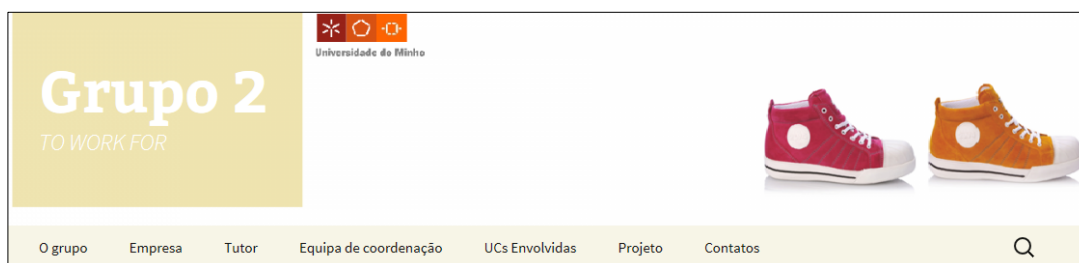 Universidade do Minho
Grupo 2
TO WORK FOR
O grupo Empresa Tutor Equipa de coordenação UCs Envolvidas Projeto Contatos